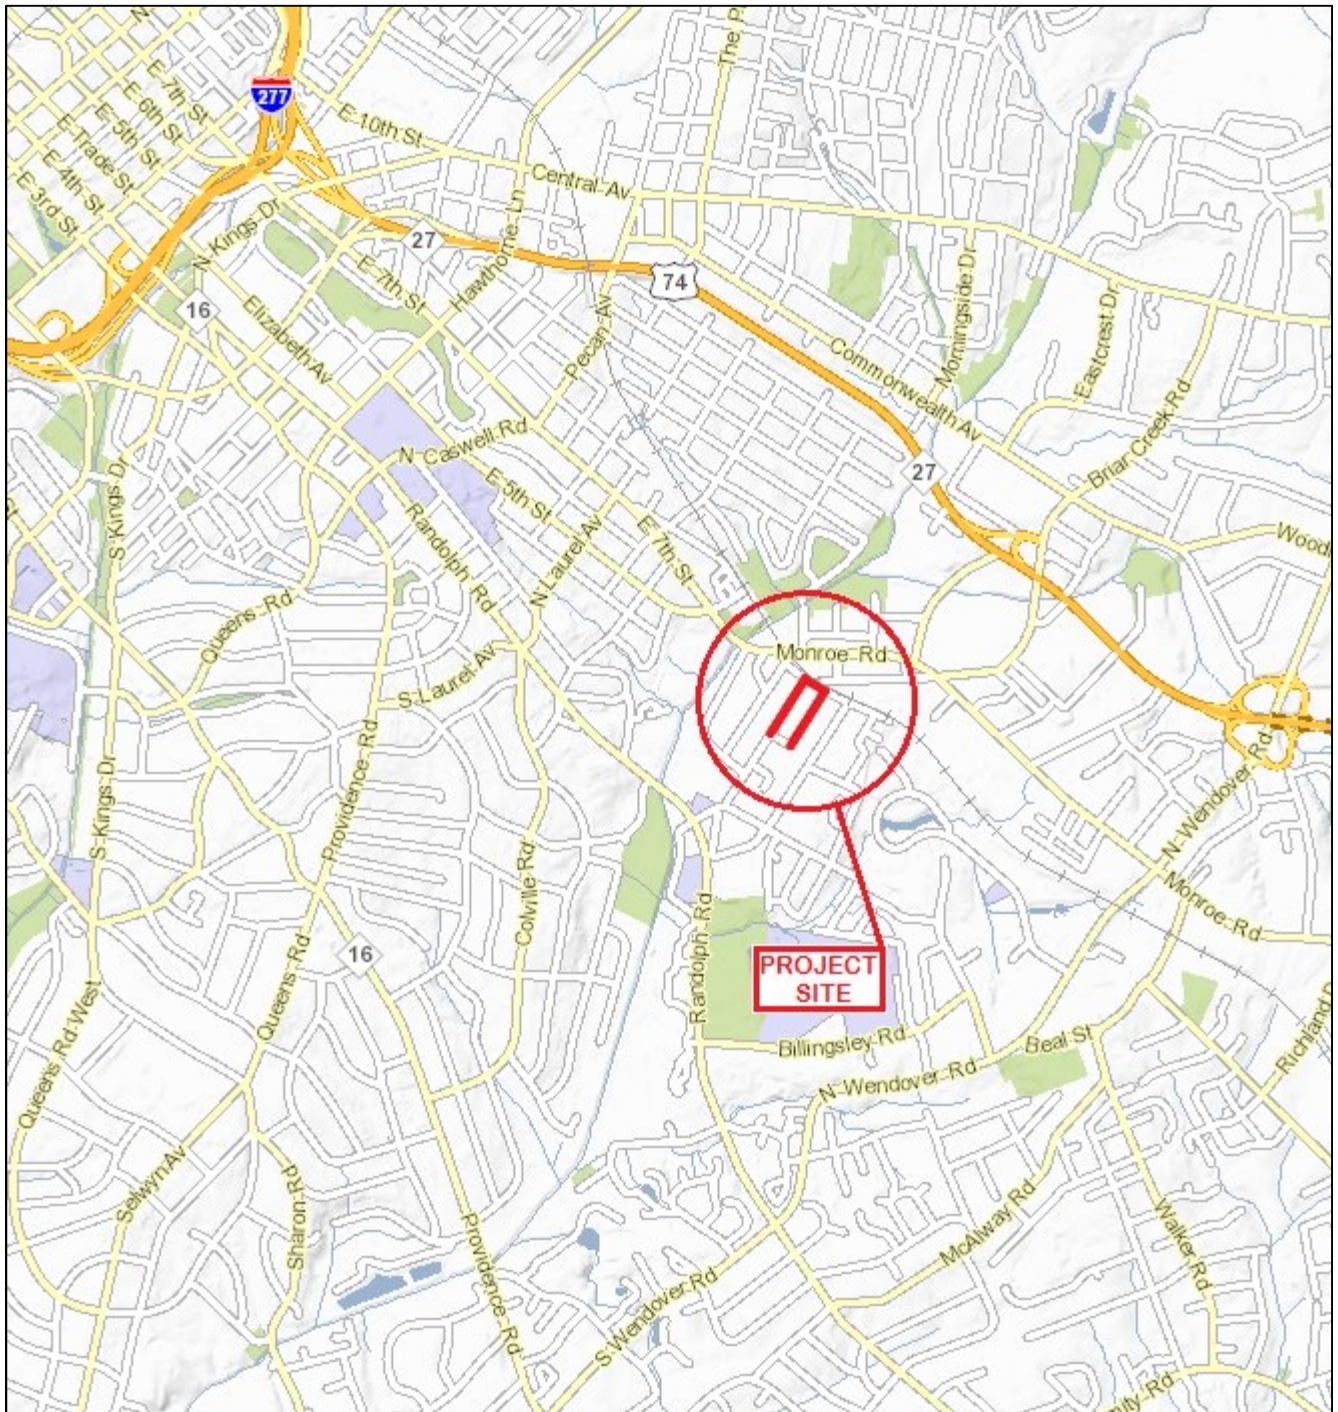 The P
277
E 7th St
E 6th St
E 5th St
E Trade St
E 4th St
E 3rd St
E 10th St
Central Av
N Kings Dr
27
Hawthorne Ln
E 7th St
74
16
Elizabeth Av
Pecan Av
Morningside Dr
Eastcrest Dr
Commonwealth Av
Briar Creek Rd
N Caswell Rd
27
E 5th St
S Kings Dr
St
Randolph Rd
N Laurel Av
E 7th St
Wood
Queens Rd
Monroe Rd
S Laurel Av
Providence Rd
S Kings Dr
N Wendover Rd
Colville Rd
Monroe Rd
Randolph Rd
16
Queens Rd
PROJECT
SITE
Queens Rd West
Billingsley Rd
Beal St
Richland D
N Wendover Rd
Selwyn Av
Sharon Rd
Providence Rd
McAlway Rd
Walker Rd
S Wendover Rd
Rd